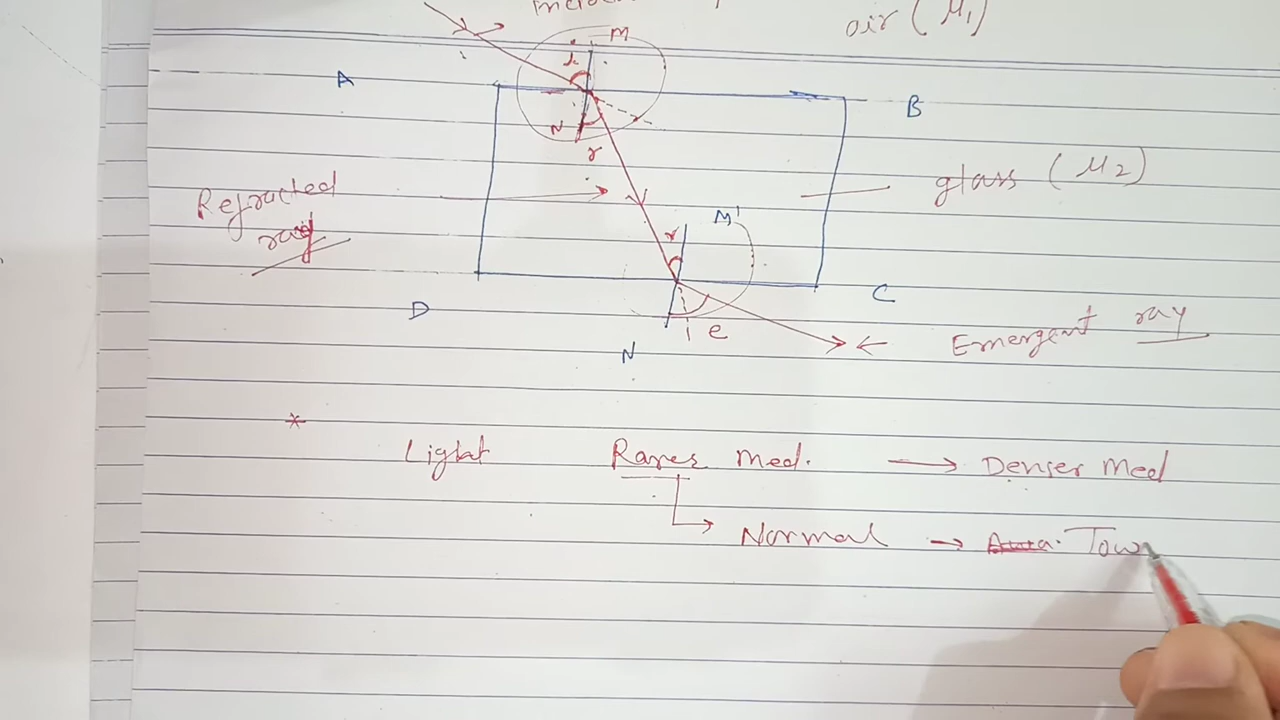 air (μ1)
M
i
A
B
N
r
glass (μ2)
Refracted
ray
M'
r
D
C
e
Emergent ray
N
*
Light Rarer Med. → Denser Med
Normal → Tow